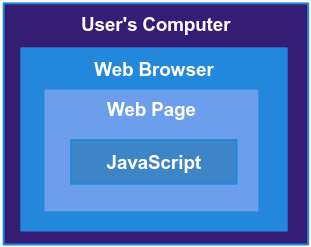 User's Computer
Web Browser
Web Page
JavaScript